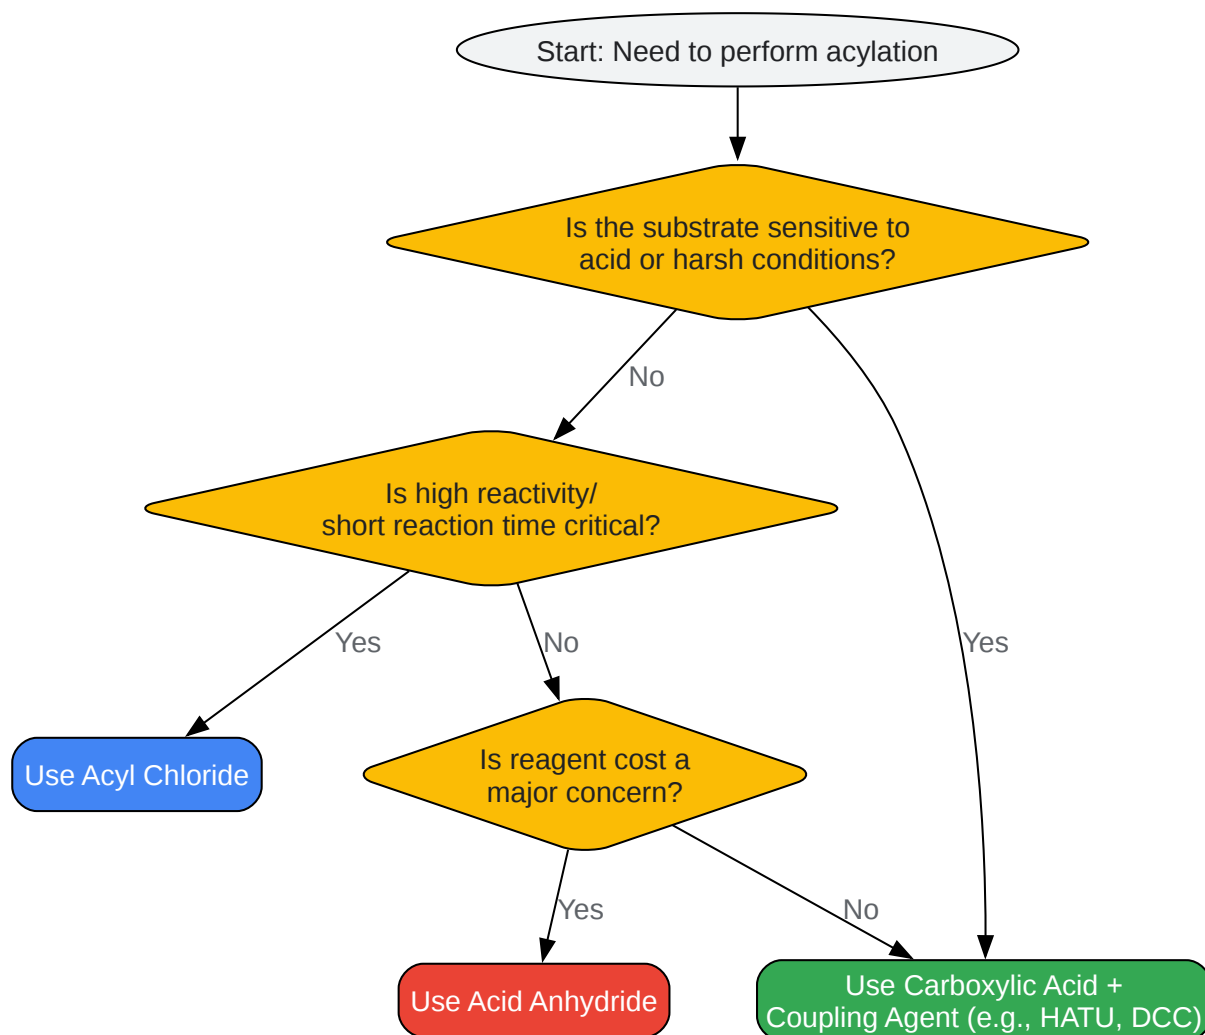 Start: Need to perform acylation
Is the substrate sensitive to
acid or harsh conditions?
No
Is high reactivity/
short reaction time critical?
Yes
No
Yes
Use Acyl Chloride
Is reagent cost a
major concern?
Yes
No
Use Acid Anhydride
Use Carboxylic Acid +
Coupling Agent (e.g., HATU, DCC)